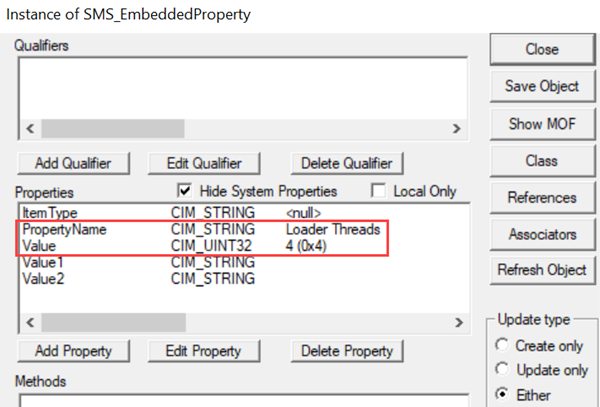 Instance of SMS_EmbeddedProperty
Qualifiers
Close
Save Object
Show MOF
Add Qualifier Edit Qualifier Delete Qualifier
Class
Properties Hide System Properties Local Only
References
ItemType CIM_STRING <null>
PropertyName CIM_STRING Loader Threads
Value CIM_UINT32 4 (0x4)
Associators
Value1 CIM_STRING
Value2 CIM_STRING
Refresh Object
Update type
Add Property Edit Property Delete Property
Create only
Update only
Methods
Either